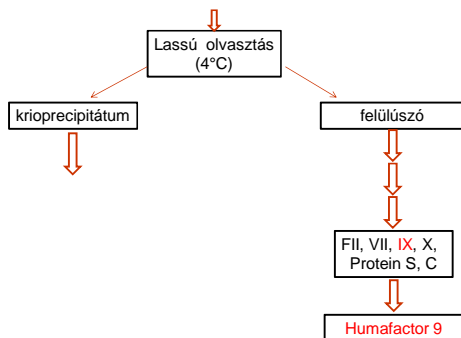 Lassú olvasztás
(4°C)
krioprecipitátum
felülúszó
FII, VII, IX, X,
Protein S, C
Humafactor 9